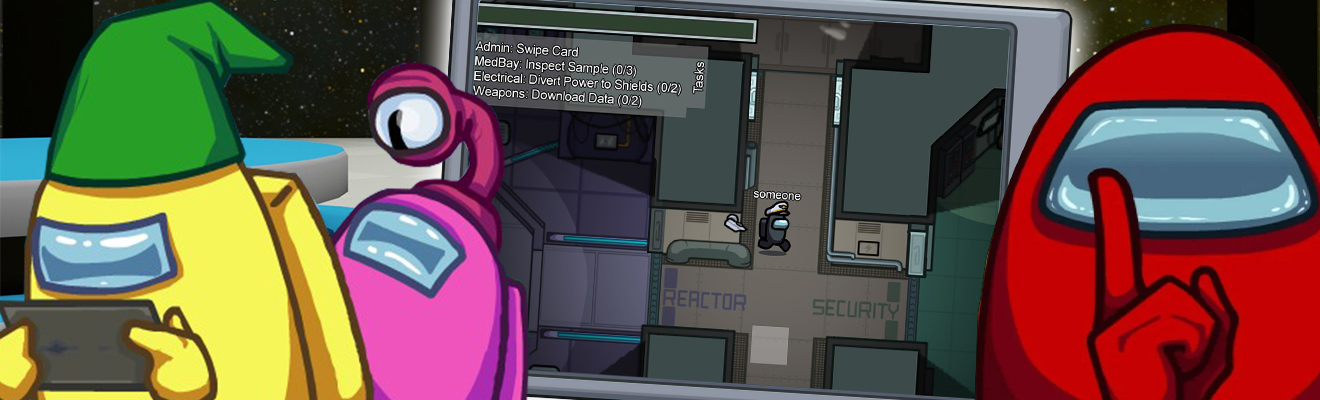 Admin: Swipe Card
MedBay: Inspect Sample (0/3)
Electrical: Divert Power to Shields (0/2)
Weapons: Download Data (0/2)
Tasks
someone
REACTOR
SECURITY